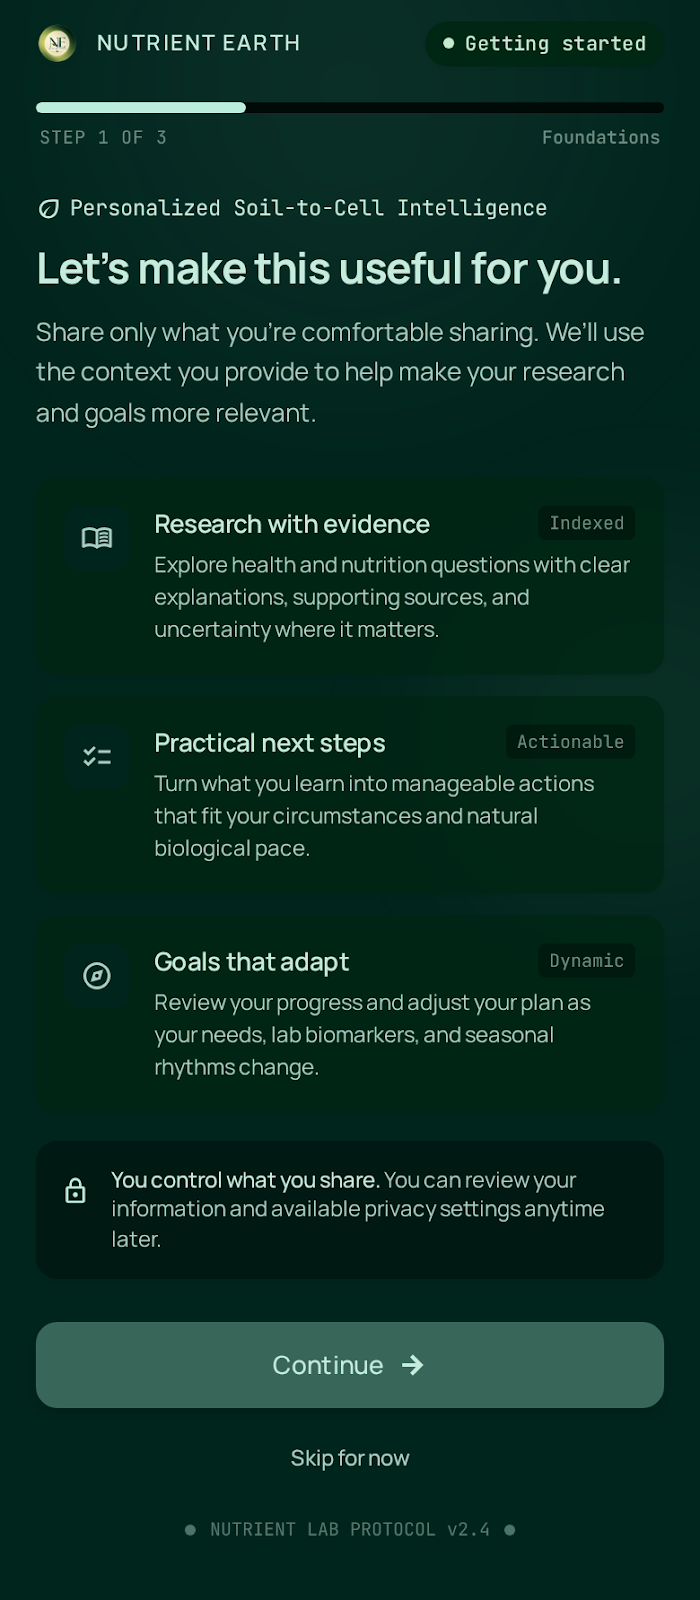 NE
NUTRIENT EARTH
Getting started
STEP 1 OF 3
Foundations
Personalized Soil-to-Cell Intelligence
Let's make this useful for you.
Share only what you're comfortable sharing. We'll use
the context you provide to help make your research
and goals more relevant.
Research with evidence
Indexed
Explore health and nutrition questions with clear
explanations, supporting sources, and
uncertainty where it matters.
Practical next steps
Actionable
Turn what you learn into manageable actions
that fit your circumstances and natural
biological pace.
Goals that adapt
Dynamic
Review your progress and adjust your plan as
your needs, lab biomarkers, and seasonal
rhythms change.
You control what you share. You can review your
information and available privacy settings anytime
later.
Continue
Skip for now
NUTRIENT LAB PROTOCOL v2.4